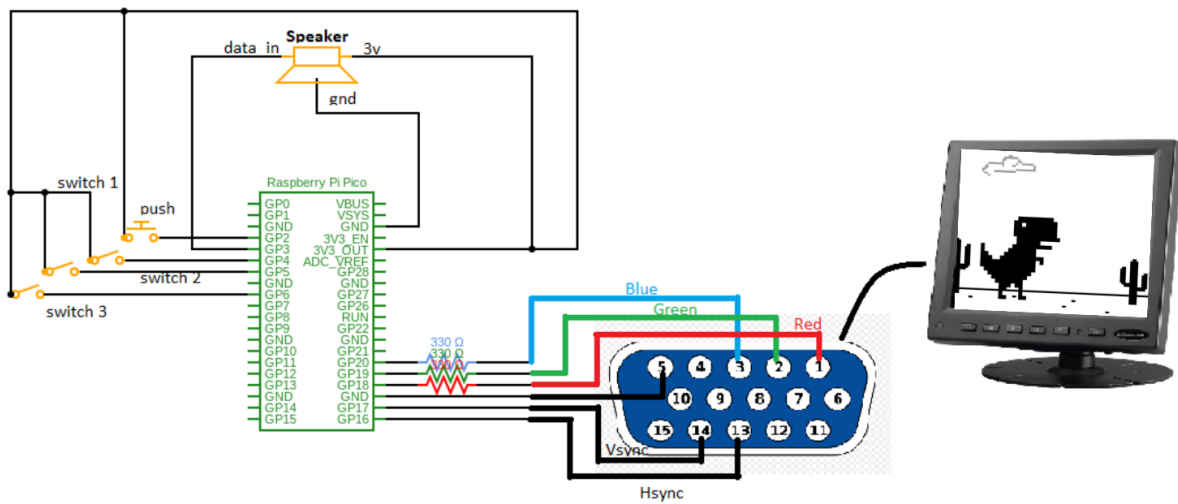 Speaker
data_in
3v
gnd
switch 1
push
switch 2
switch 3
Raspberry Pi Pico
GP0 VBUS
GP1 VSYS
GND GND
GP2 3V3_EN
GP3 3V3_OUT
GP4 ADC_VREF
GP5 GP28
GND GND
GP6 GP27
GP7 GP26
GP8 RUN
GP9 GP22
GND GND
GP10 GP21
GP11 GP20
GP12 GP19
GP13 GP18
GND GND
GP14 GP17
GP15 GP16
330 Ω
330 Ω
Blue
Green
Red
5 4 3 2 1
10 9 8 7 6
15 14 13 12 11
Vsync
Hsync